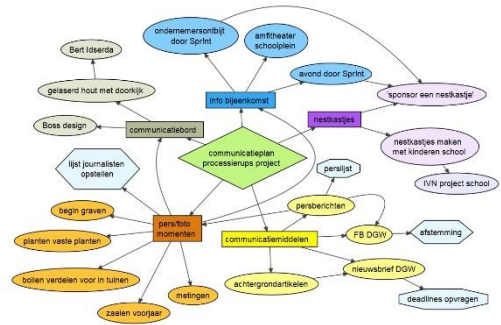 ondernemersontbijt
door SprInt
amfitheater
schoolplein
Bert Idserda
avond door SprInt
gelaserd hout met doorkijk
info bijeenkomst
'sponsor een nestkastje'
nestkastjes
Boss design
communicatiebord
communicatieplan
processierups project
nestkastjes maken
met kinderen school
lijst journalisten
opstellen
perslijst
IVN project school
begin graven
persberichten
pers/foto
momenten
planten vaste planten
communicatiemiddelen
FB DGW
afstemming
bollen verdelen voor in tuinen
nieuwsbrief DGW
metingen
achtergrondartikelen
zaaien voorjaar
deadlines opvragen